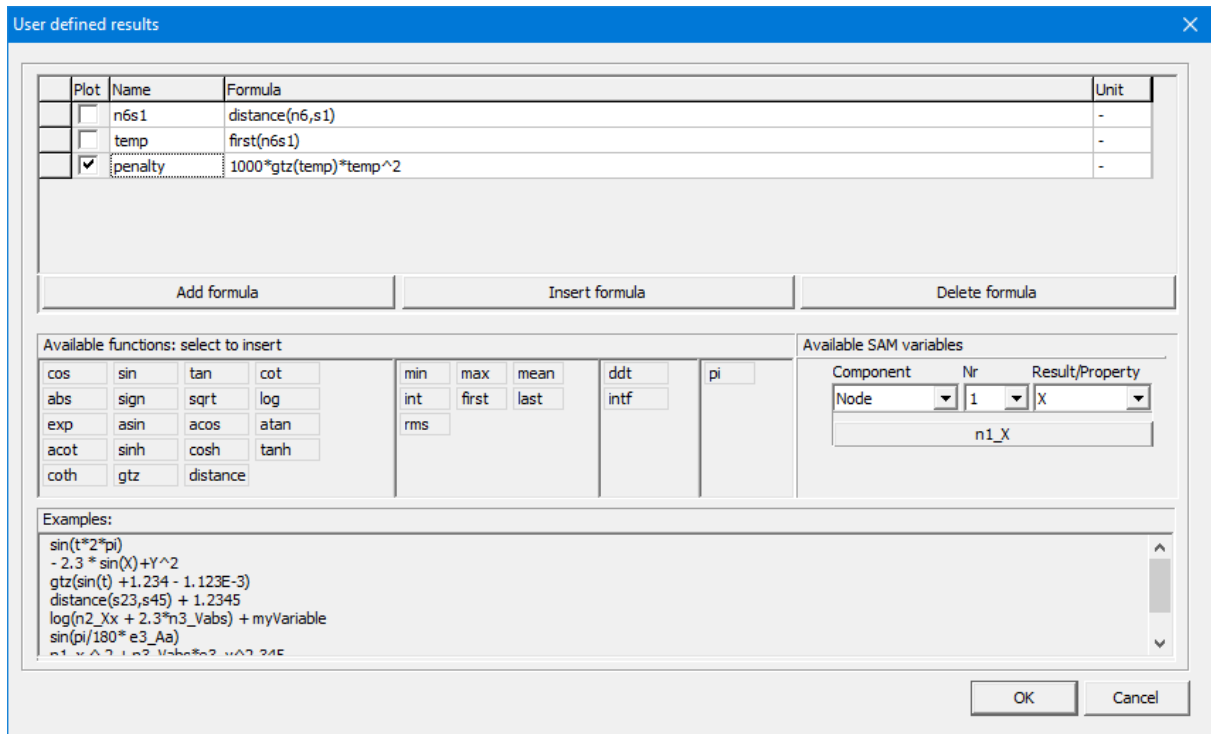 User defined results
Plot Name Formula Unit
n6s1 distance(n6,s1) -
temp first(n6s1) -
penalty 1000*gtz(temp)*temp^2 -
Add formula Insert formula Delete formula
Available functions: select to insert Available SAM variables
cos sin tan cot min max mean ddt pi Component Nr Result/Property
abs sign sqrt log int first last intf Node 1 X
exp asin acos atan rms n1_X
acot sinh cosh tanh
coth gtz distance
Examples:
sin(t*2*pi)
- 2.3 * sin(X)+Y^2
gtz(sin(t) +1.234 - 1.123E-3)
distance(s23,s45) + 1.2345
log(n2_Xx + 2.3*n3_Vabs) + myVariable
sin(pi/180* e3_Aa)
OK Cancel